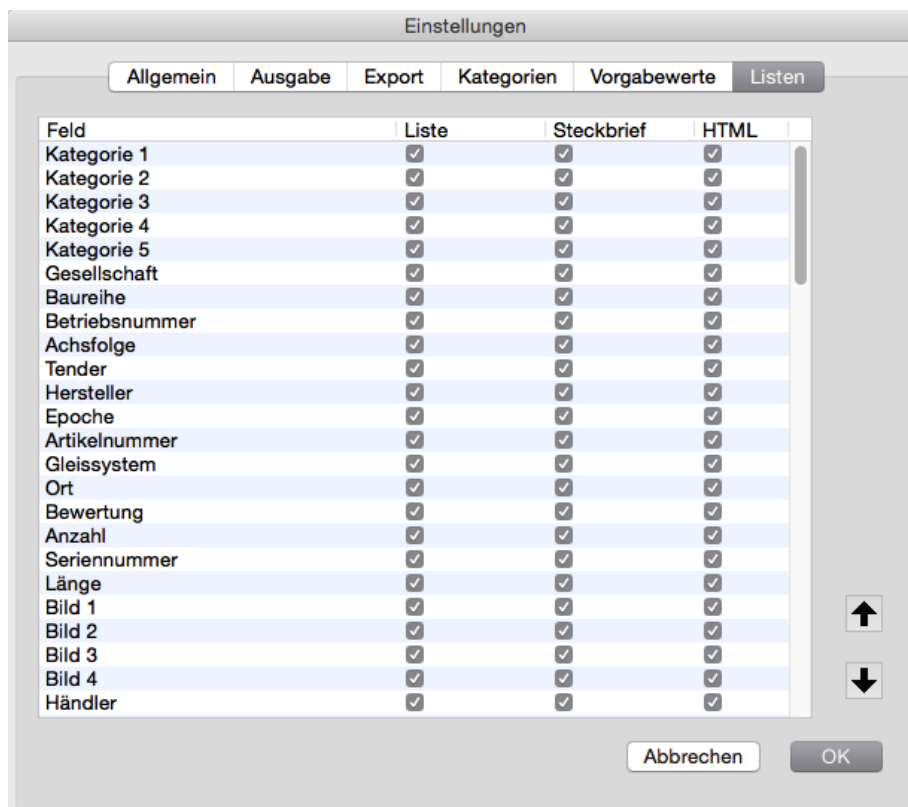 Einstellungen
Allgemein Ausgabe Export Kategorien Vorgabewerte Listen
Feld Liste Steckbrief HTML
Kategorie 1
Kategorie 2
Kategorie 3
Kategorie 4
Kategorie 5
Gesellschaft
Baureihe
Betriebsnummer
Achsfolge
Tender
Hersteller
Epoche
Artikelnummer
Gleissystem
Ort
Bewertung
Anzahl
Seriennummer
Länge
Bild 1
Bild 2
Bild 3
Bild 4
Händler
Abbrechen OK